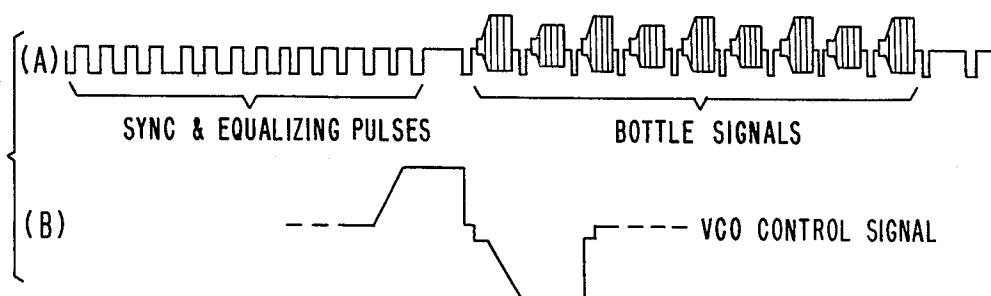 (A)
SYNC & EQUALIZING PULSES
BOTTLE SIGNALS
(B)
VCO CONTROL SIGNAL